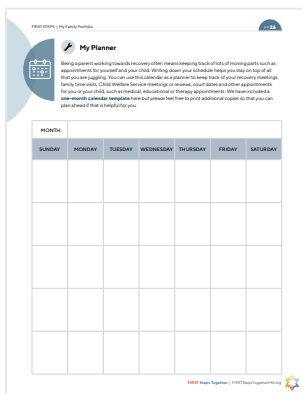 FIRST STEPS | My Family Portfolio
PG 26
My Planner
Being a parent working towards recovery often means keeping track of lots of moving parts such as
appointments for yourself and your child. Writing down your schedule helps you stay on top of all
that you are juggling. You can use this calendar as a planner to keep track of your recovery meetings,
family time visits, Child Welfare Service meetings or reviews, court dates and other appointments
for you or your child, such as medical, educational or therapy appointments. We have included a
one-month calendar template here but please feel free to print additional copies so that you can
plan ahead if that is helpful for you.
MONTH:
SUNDAY MONDAY TUESDAY WEDNESDAY THURSDAY FRIDAY SATURDAY
FIRST Steps Together | FIRSTStepsTogetherMA.org